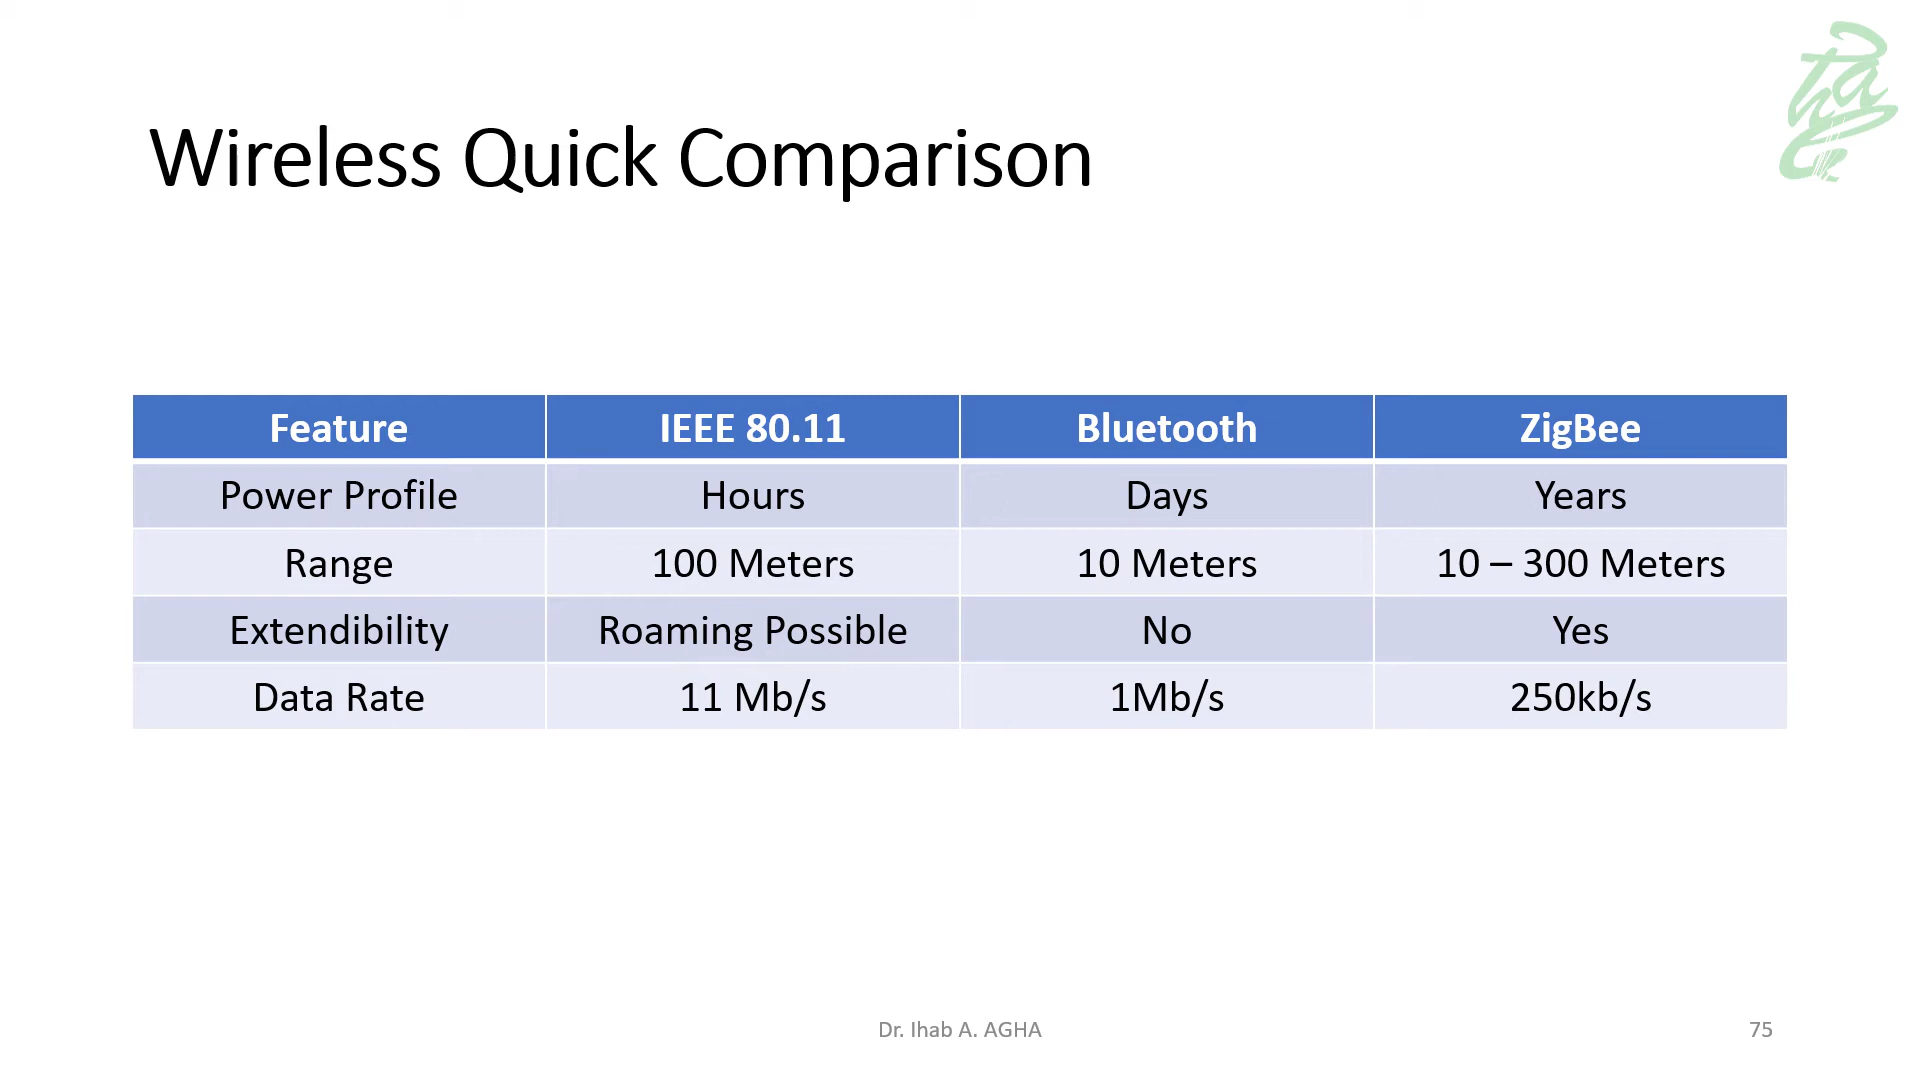 Wireless Quick Comparison
Feature IEEE 80.11 Bluetooth ZigBee
Power Profile Hours Days Years
Range 100 Meters 10 Meters 10 – 300 Meters
Extendibility Roaming Possible No Yes
Data Rate 11 Mb/s 1Mb/s 250kb/s
Dr. Ihab A. AGHA 75